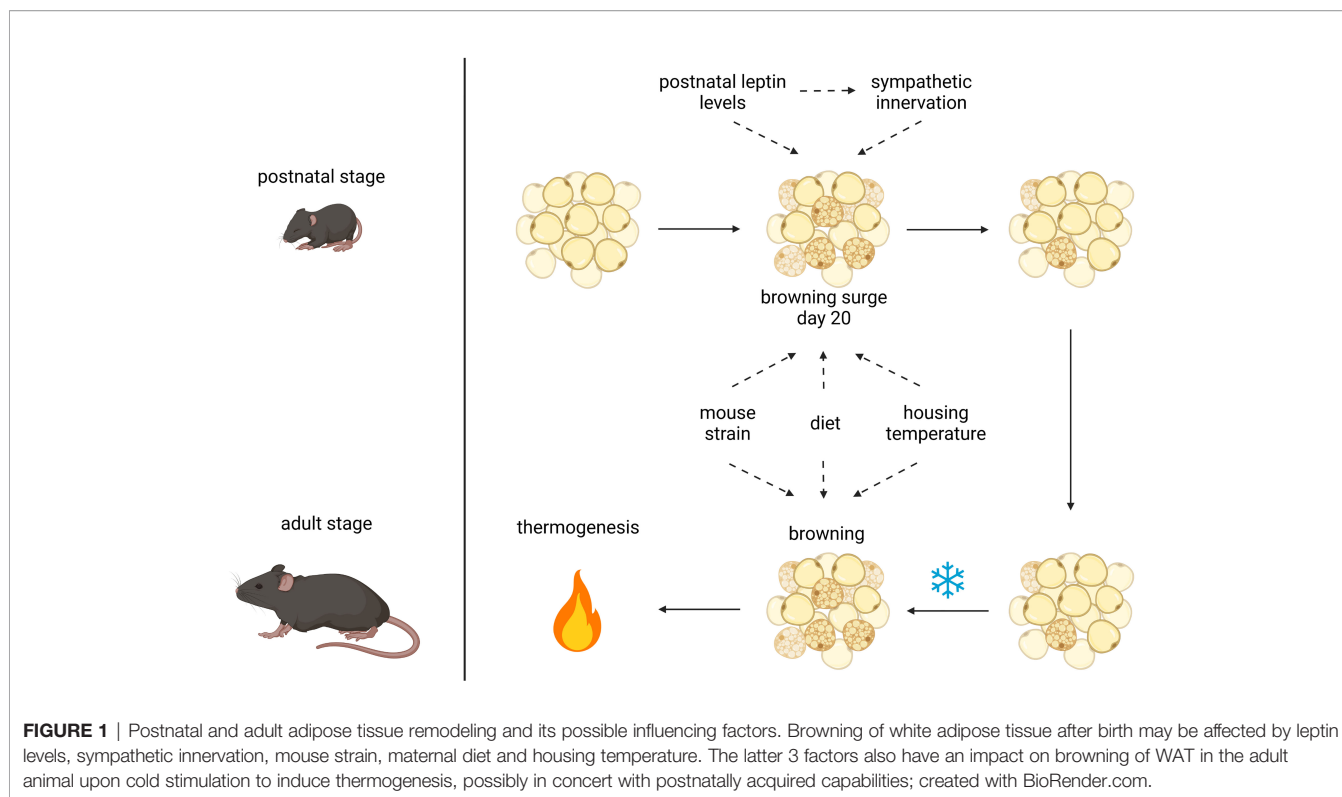 postnatal leptin
levels
sympathetic
innervation
postnatal stage
browning surge
day 20
mouse
strain
diet
housing
temperature
adult stage
thermogenesis
browning
FIGURE 1 | Postnatal and adult adipose tissue remodeling and its possible influencing factors. Browning of white adipose tissue after birth may be affected by leptin
levels, sympathetic innervation, mouse strain, maternal diet and housing temperature. The latter 3 factors also have an impact on browning of WAT in the adult
animal upon cold stimulation to induce thermogenesis, possibly in concert with postnatally acquired capabilities; created with BioRender.com.